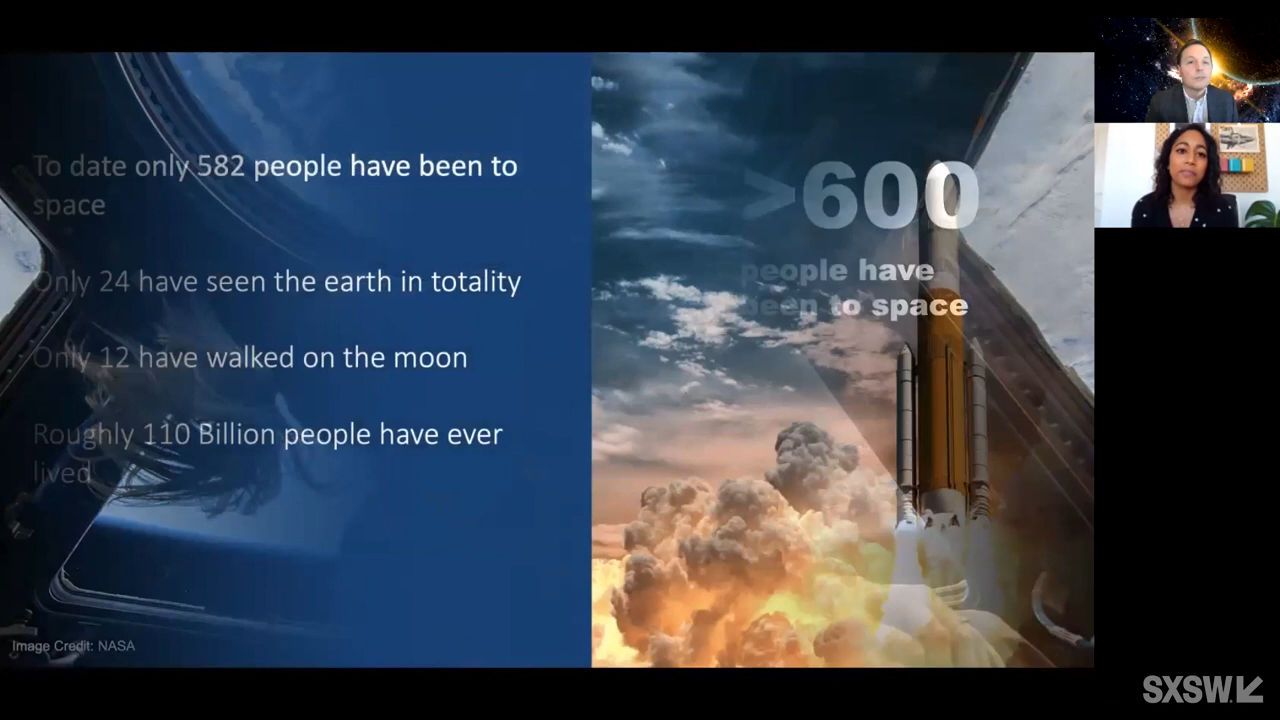 To date only 582 people have been to
space
Only 24 have seen the earth in totality
Only 12 have walked on the moon
Roughly 110 Billion people have ever
lived
Image Credit: NASA
>600
people have
been to space
SXSW